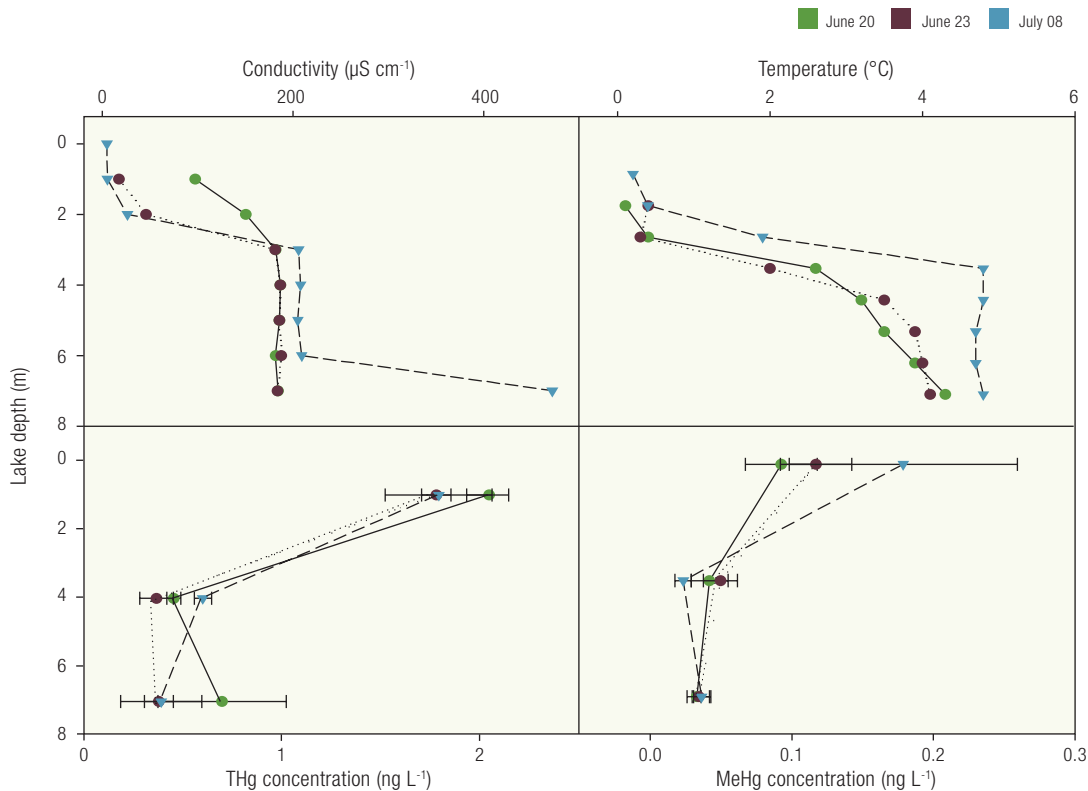 June 20 June 23 July 08
Conductivity (µS cm-1) Temperature (°C)
0 200 400 0 2 4 6
0
2
4
6
8
0
2
4
6
8
Lake depth (m)
0 1 2 0.0 0.1 0.2 0.3
THg concentration (ng L-1) MeHg concentration (ng L-1)